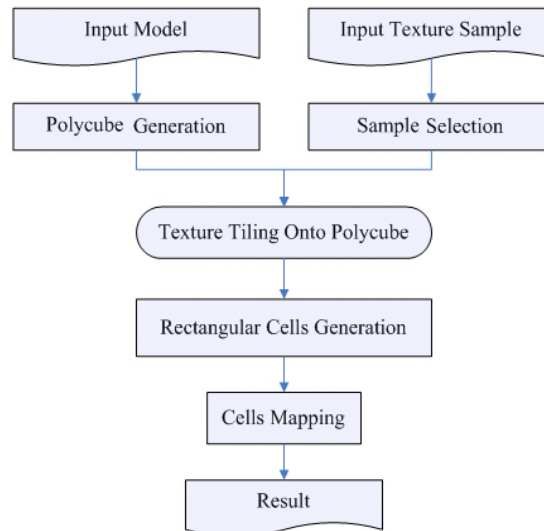 Input Model
Input Texture Sample
Polycube Generation
Sample Selection
Texture Tiling Onto Polycube
Rectangular Cells Generation
Cells Mapping
Result